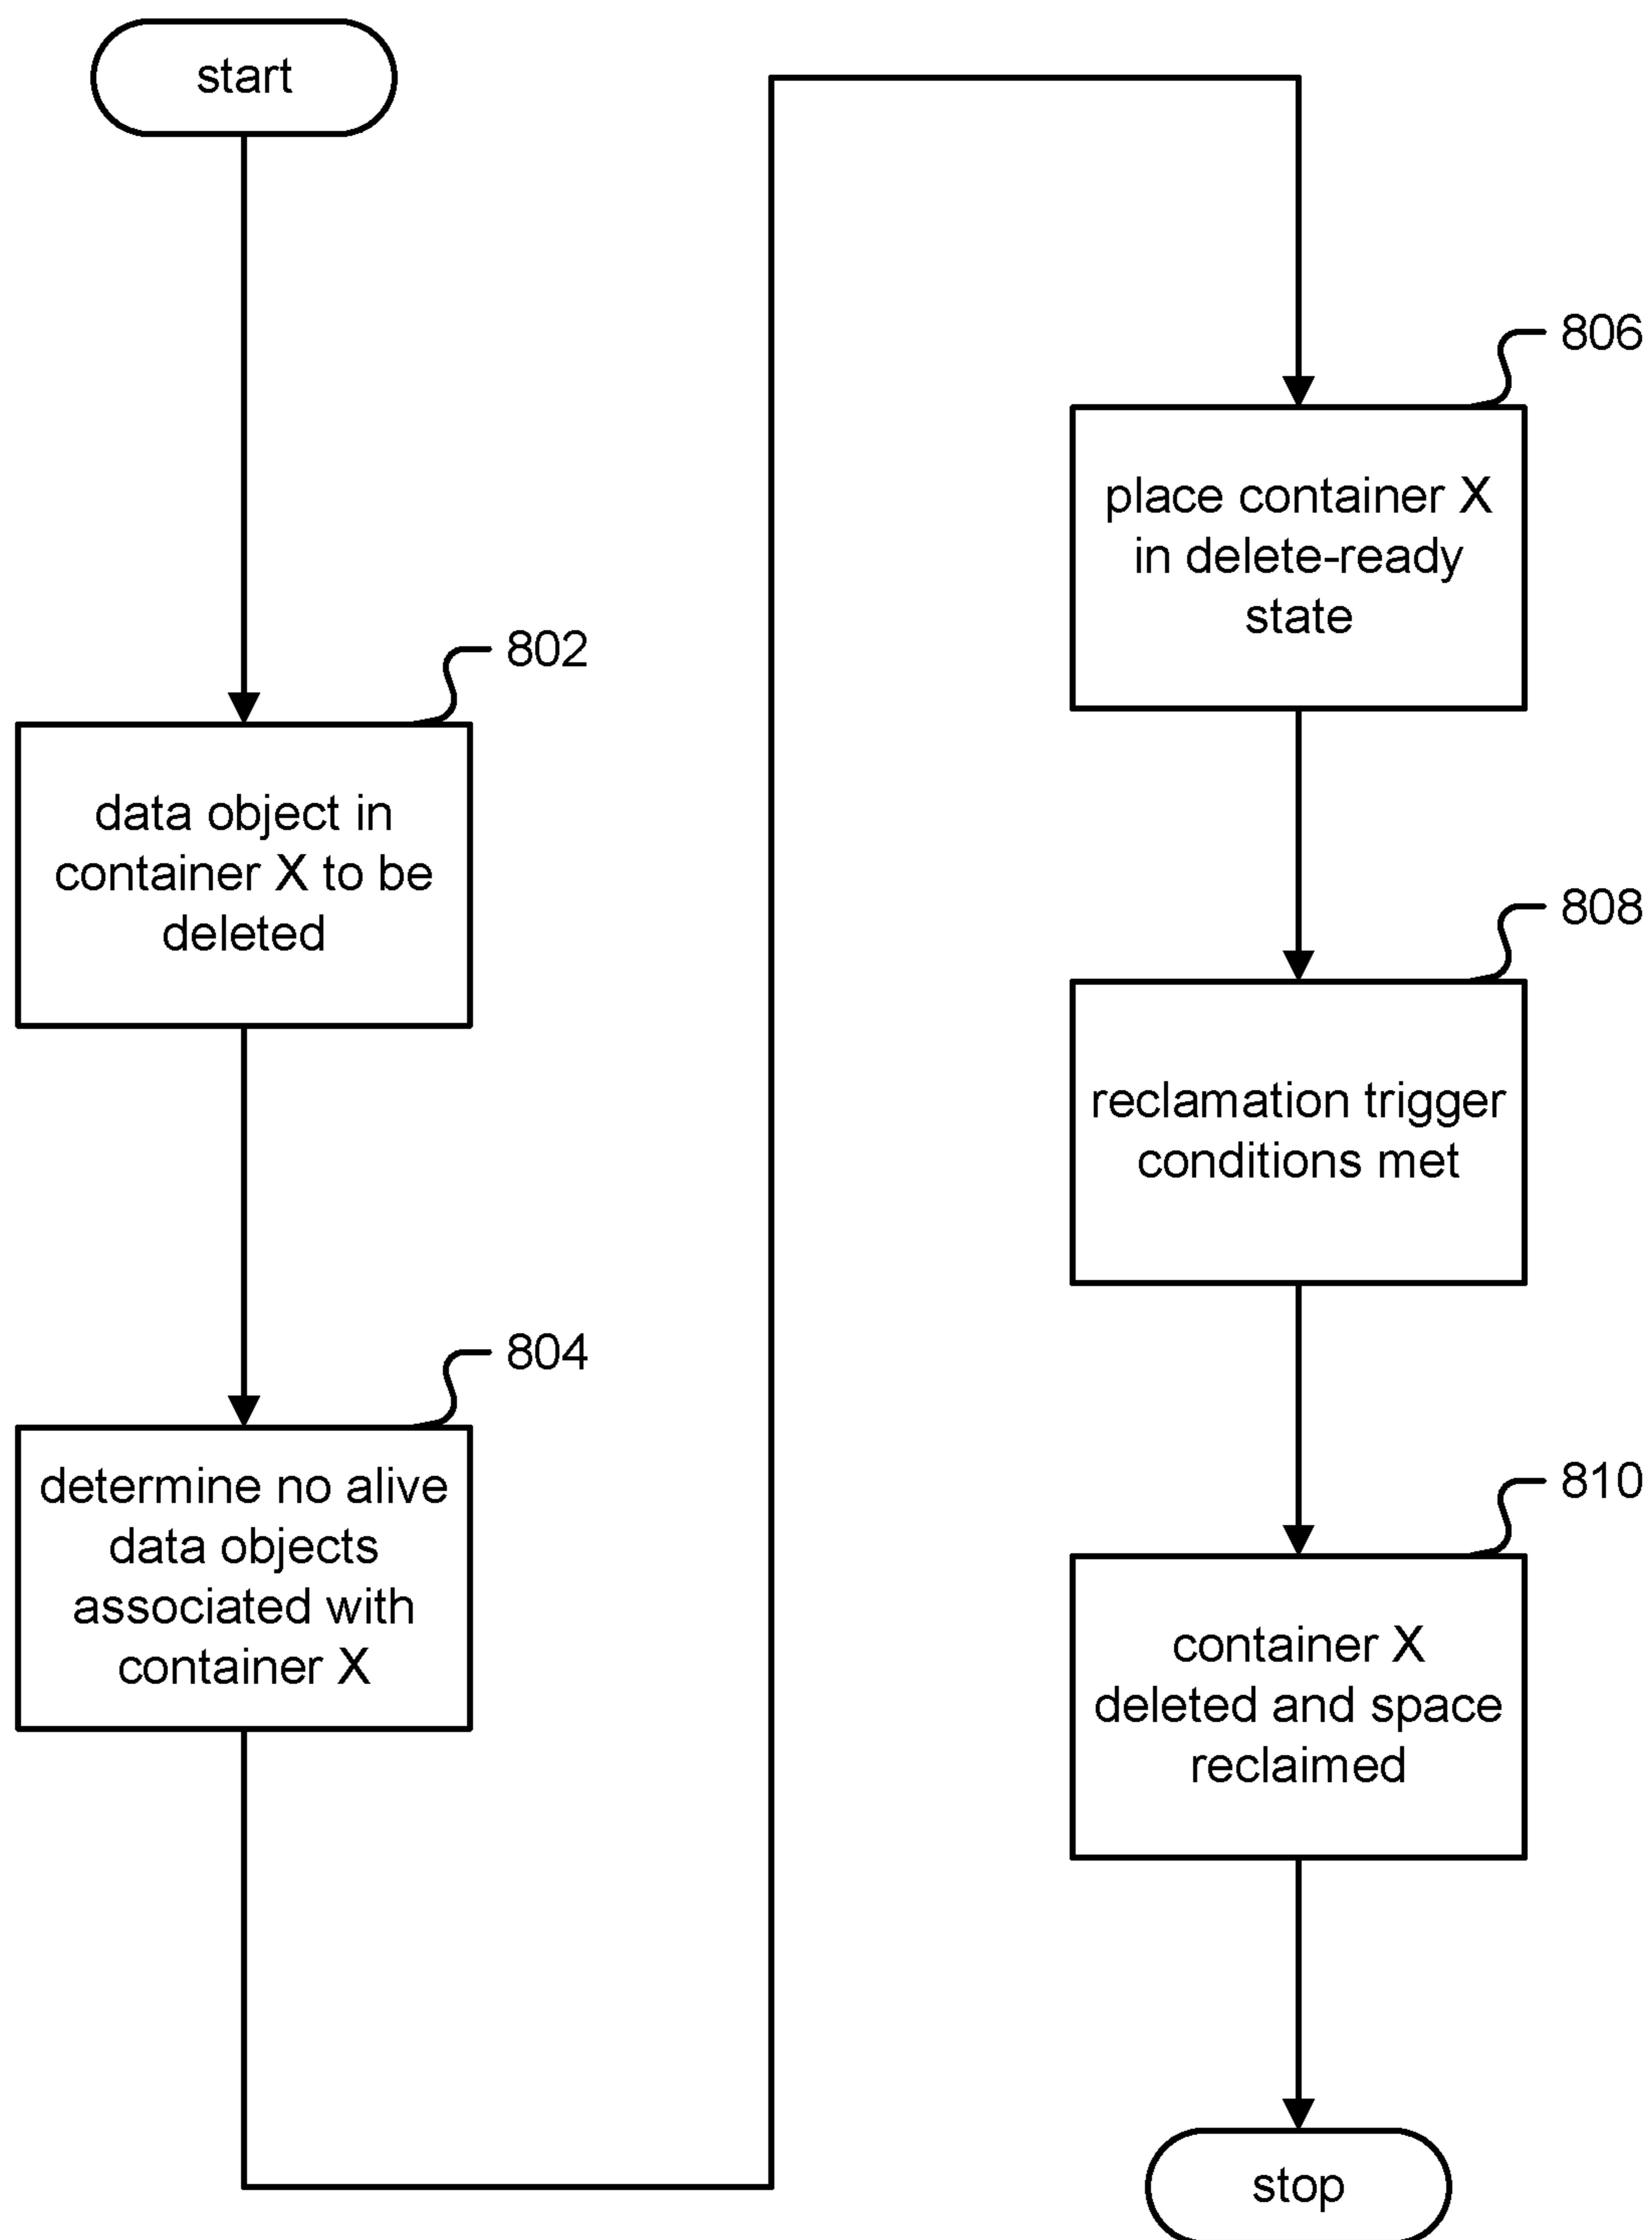 start
802
data object in
container X to be
deleted
804
determine no alive
data objects
associated with
container X
806
place container X
in delete-ready
state
808
reclamation trigger
conditions met
810
container X
deleted and space
reclaimed
stop